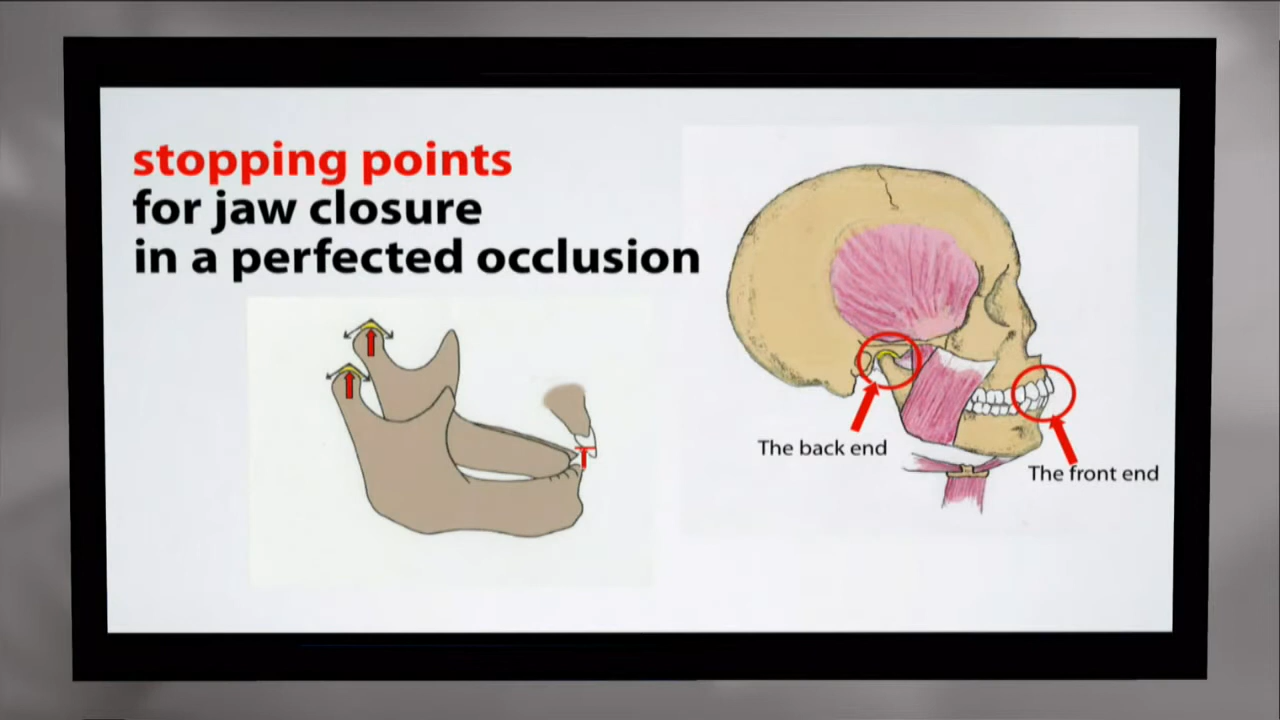 stopping points
for jaw closure
in a perfected occlusion
The back end
The front end